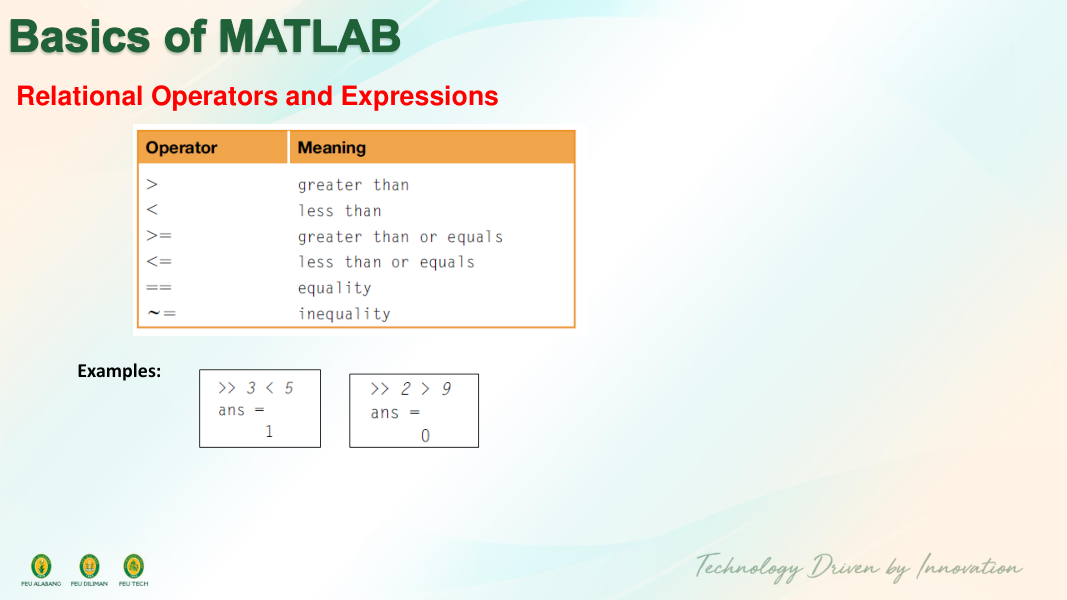 Basics of MATLAB
Relational Operators and Expressions
Operator Meaning
> greater than
< less than
>= greater than or equals
<= less than or equals
== equality
~= inequality
Examples:
>> 3 < 5
ans =
1
>> 2 > 9
ans =
0
FEU ALABANG FEU DILIMAN FEU TECH
Technology Driven by Innovation